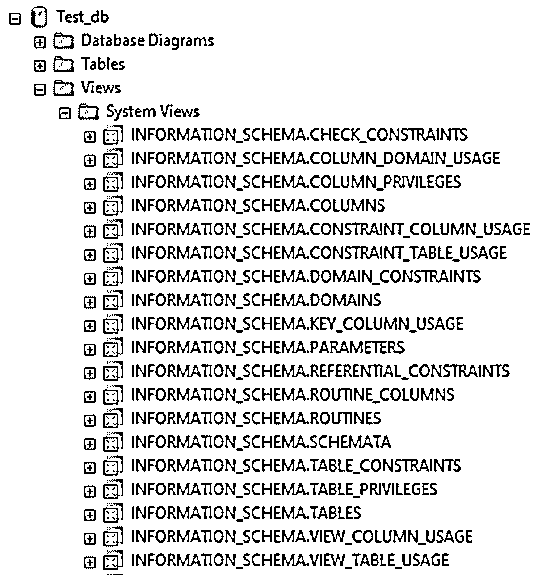 Test_db
Database Diagrams
Tables
Views
System Views
INFORMATION_SCHEMA.CHECK_CONSTRAINTS
INFORMATION_SCHEMA.COLUMN_DOMAIN_USAGE
INFORMATION_SCHEMA.COLUMN_PRIVILEGES
INFORMATION_SCHEMA.COLUMNS
INFORMATION_SCHEMA.CONSTRAINT_COLUMN_USAGE
INFORMATION_SCHEMA.CONSTRAINT_TABLE_USAGE
INFORMATION_SCHEMA.DOMAIN_CONSTRAINTS
INFORMATION_SCHEMA.DOMAINS
INFORMATION_SCHEMA.KEY_COLUMN_USAGE
INFORMATION_SCHEMA.PARAMETERS
INFORMATION_SCHEMA.REFERENTIAL_CONSTRAINTS
INFORMATION_SCHEMA.ROUTINE_COLUMNS
INFORMATION_SCHEMA.ROUTINES
INFORMATION_SCHEMA.SCHEMATA
INFORMATION_SCHEMA.TABLE_CONSTRAINTS
INFORMATION_SCHEMA.TABLE_PRIVILEGES
INFORMATION_SCHEMA.TABLES
INFORMATION_SCHEMA.VIEW_COLUMN_USAGE
INFORMATION_SCHEMA.VIEW_TABLE_USAGE